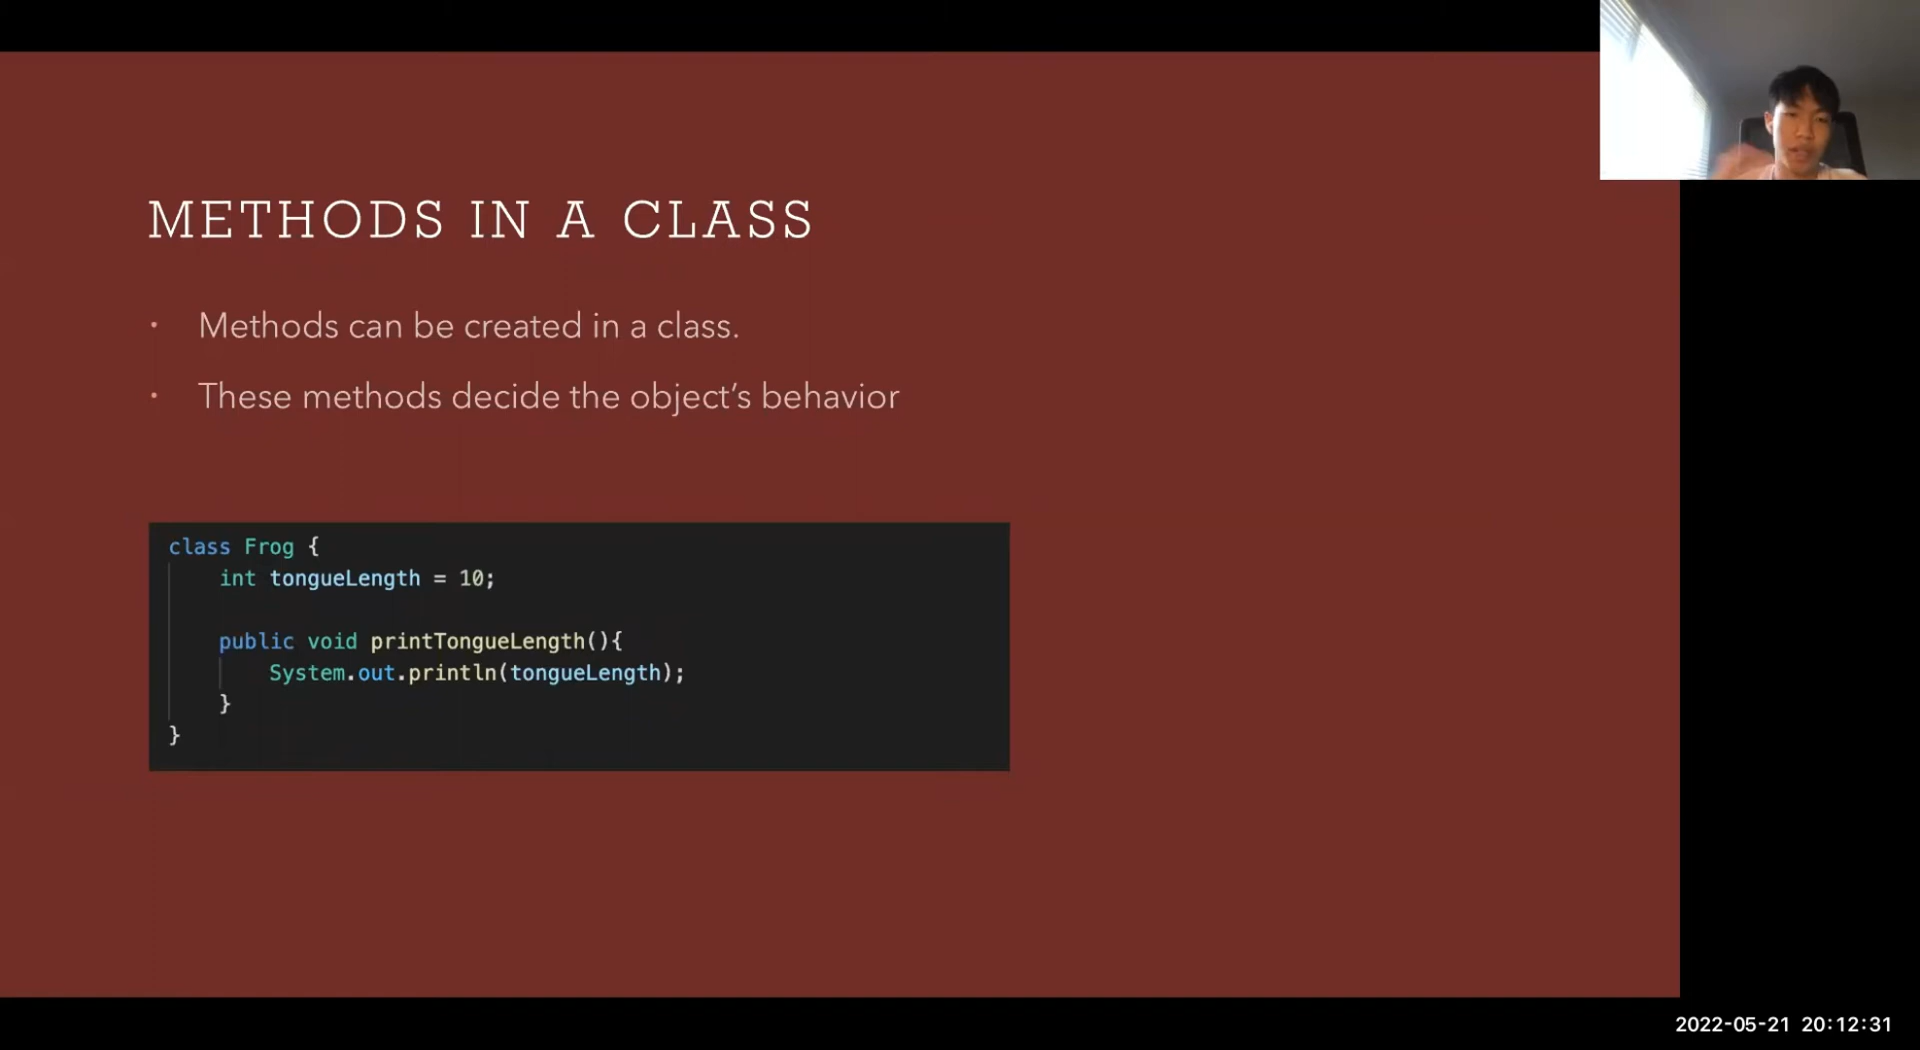 METHODS IN A CLASS
· Methods can be created in a class.
· These methods decide the object’s behavior
class Frog {
    int tongueLength = 10;
    public void printTongueLength(){
        System.out.println(tongueLength);
    }
}
2022-05-21 20:12:31